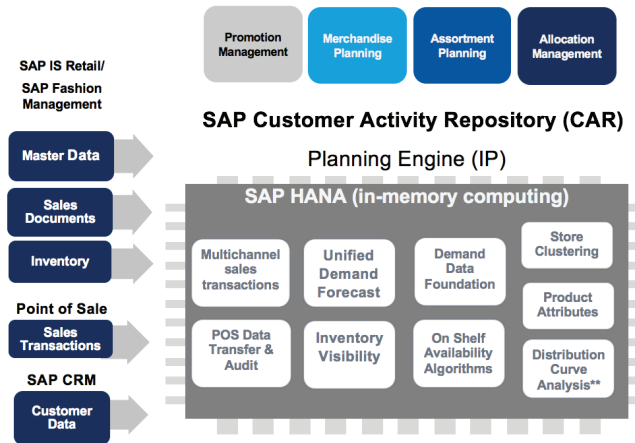 Promotion
Management
Merchandise
Planning
Assortment
Planning
Allocation
Management
SAP IS Retail/
SAP Fashion
Management
SAP Customer Activity Repository (CAR)
Planning Engine (IP)
Master Data
Sales
Documents
Inventory
Point of Sale
Sales
Transactions
SAP CRM
Customer
Data
SAP HANA (in-memory computing)
Multichannel
sales
transactions
Unified
Demand
Forecast
Demand
Data
Foundation
Store
Clustering
POS Data
Transfer &
Audit
Inventory
Visibility
On Shelf
Availability
Algorithms
Product
Attributes
Distribution
Curve
Analysis**